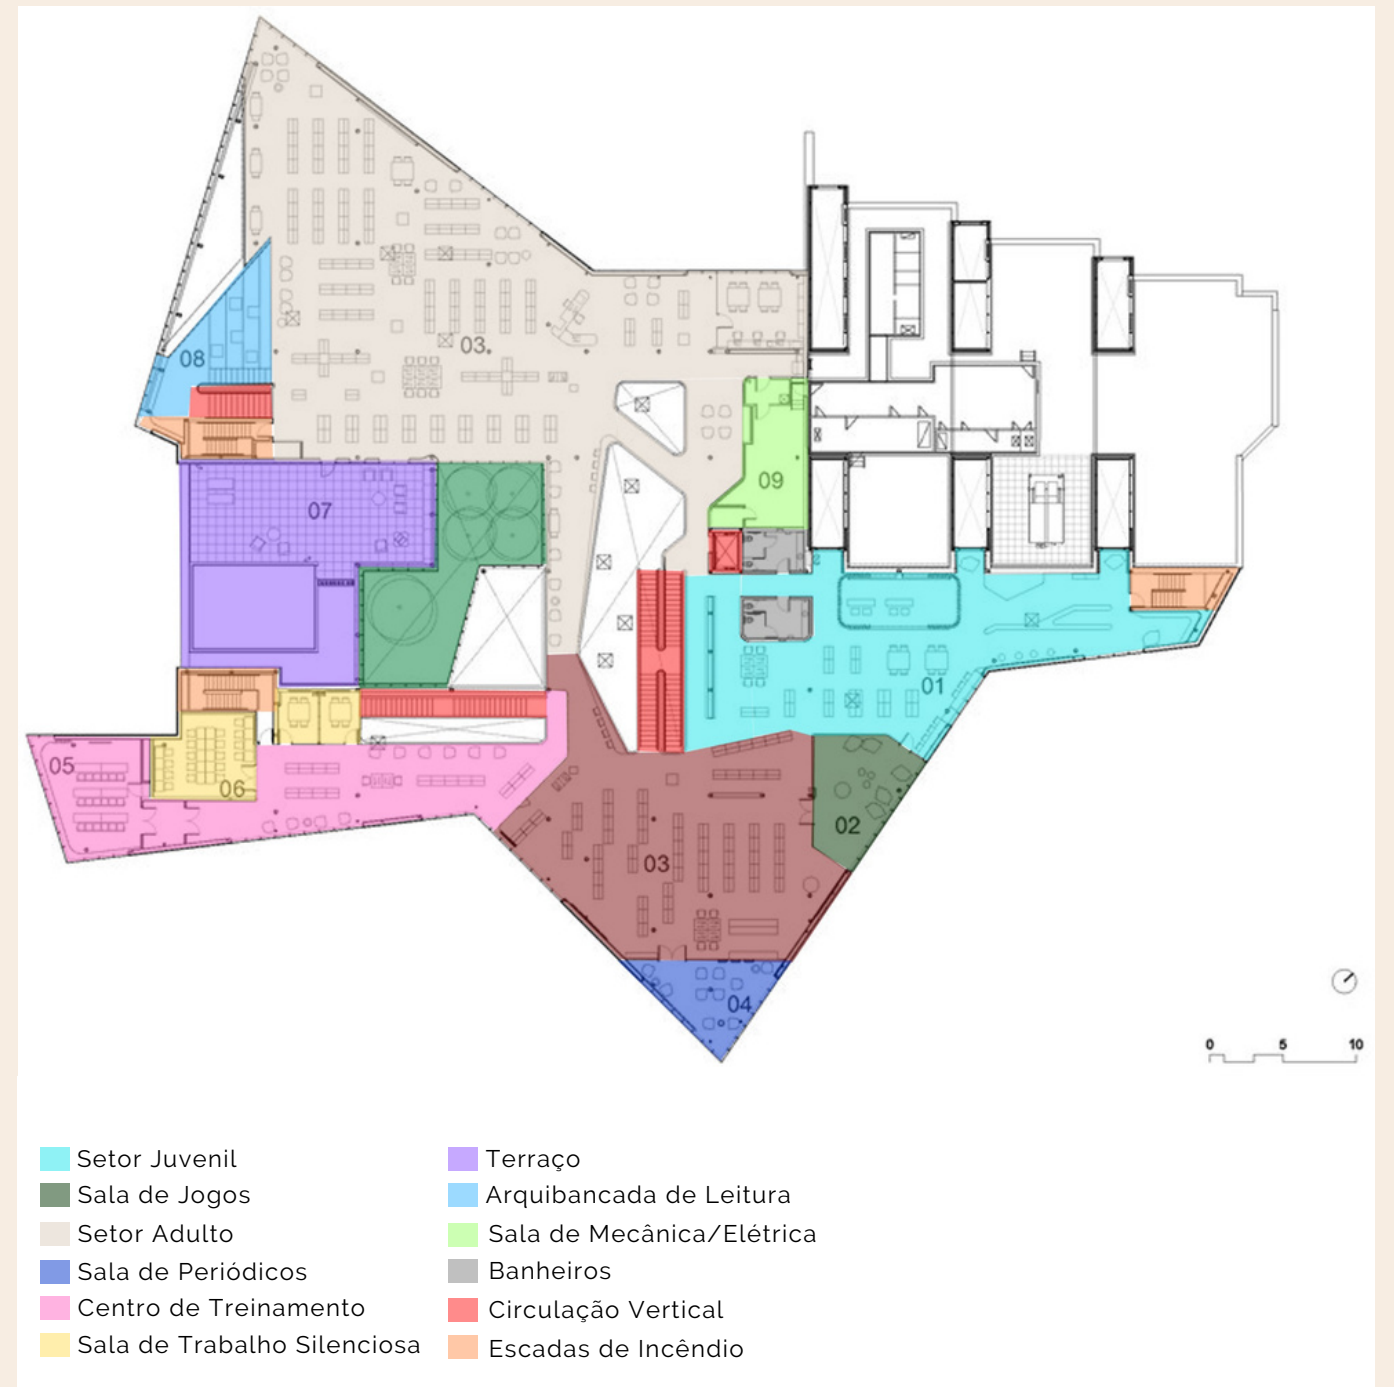 08
03
09
07
01
05
06
02
03
04
0 5 10
Setor Juvenil
Sala de Jogos
Setor Adulto
Sala de Periódicos
Centro de Treinamento
Sala de Trabalho Silenciosa
Terraço
Arquibancada de Leitura
Sala de Mecânica/Elétrica
Banheiros
Circulação Vertical
Escadas de Incêndio